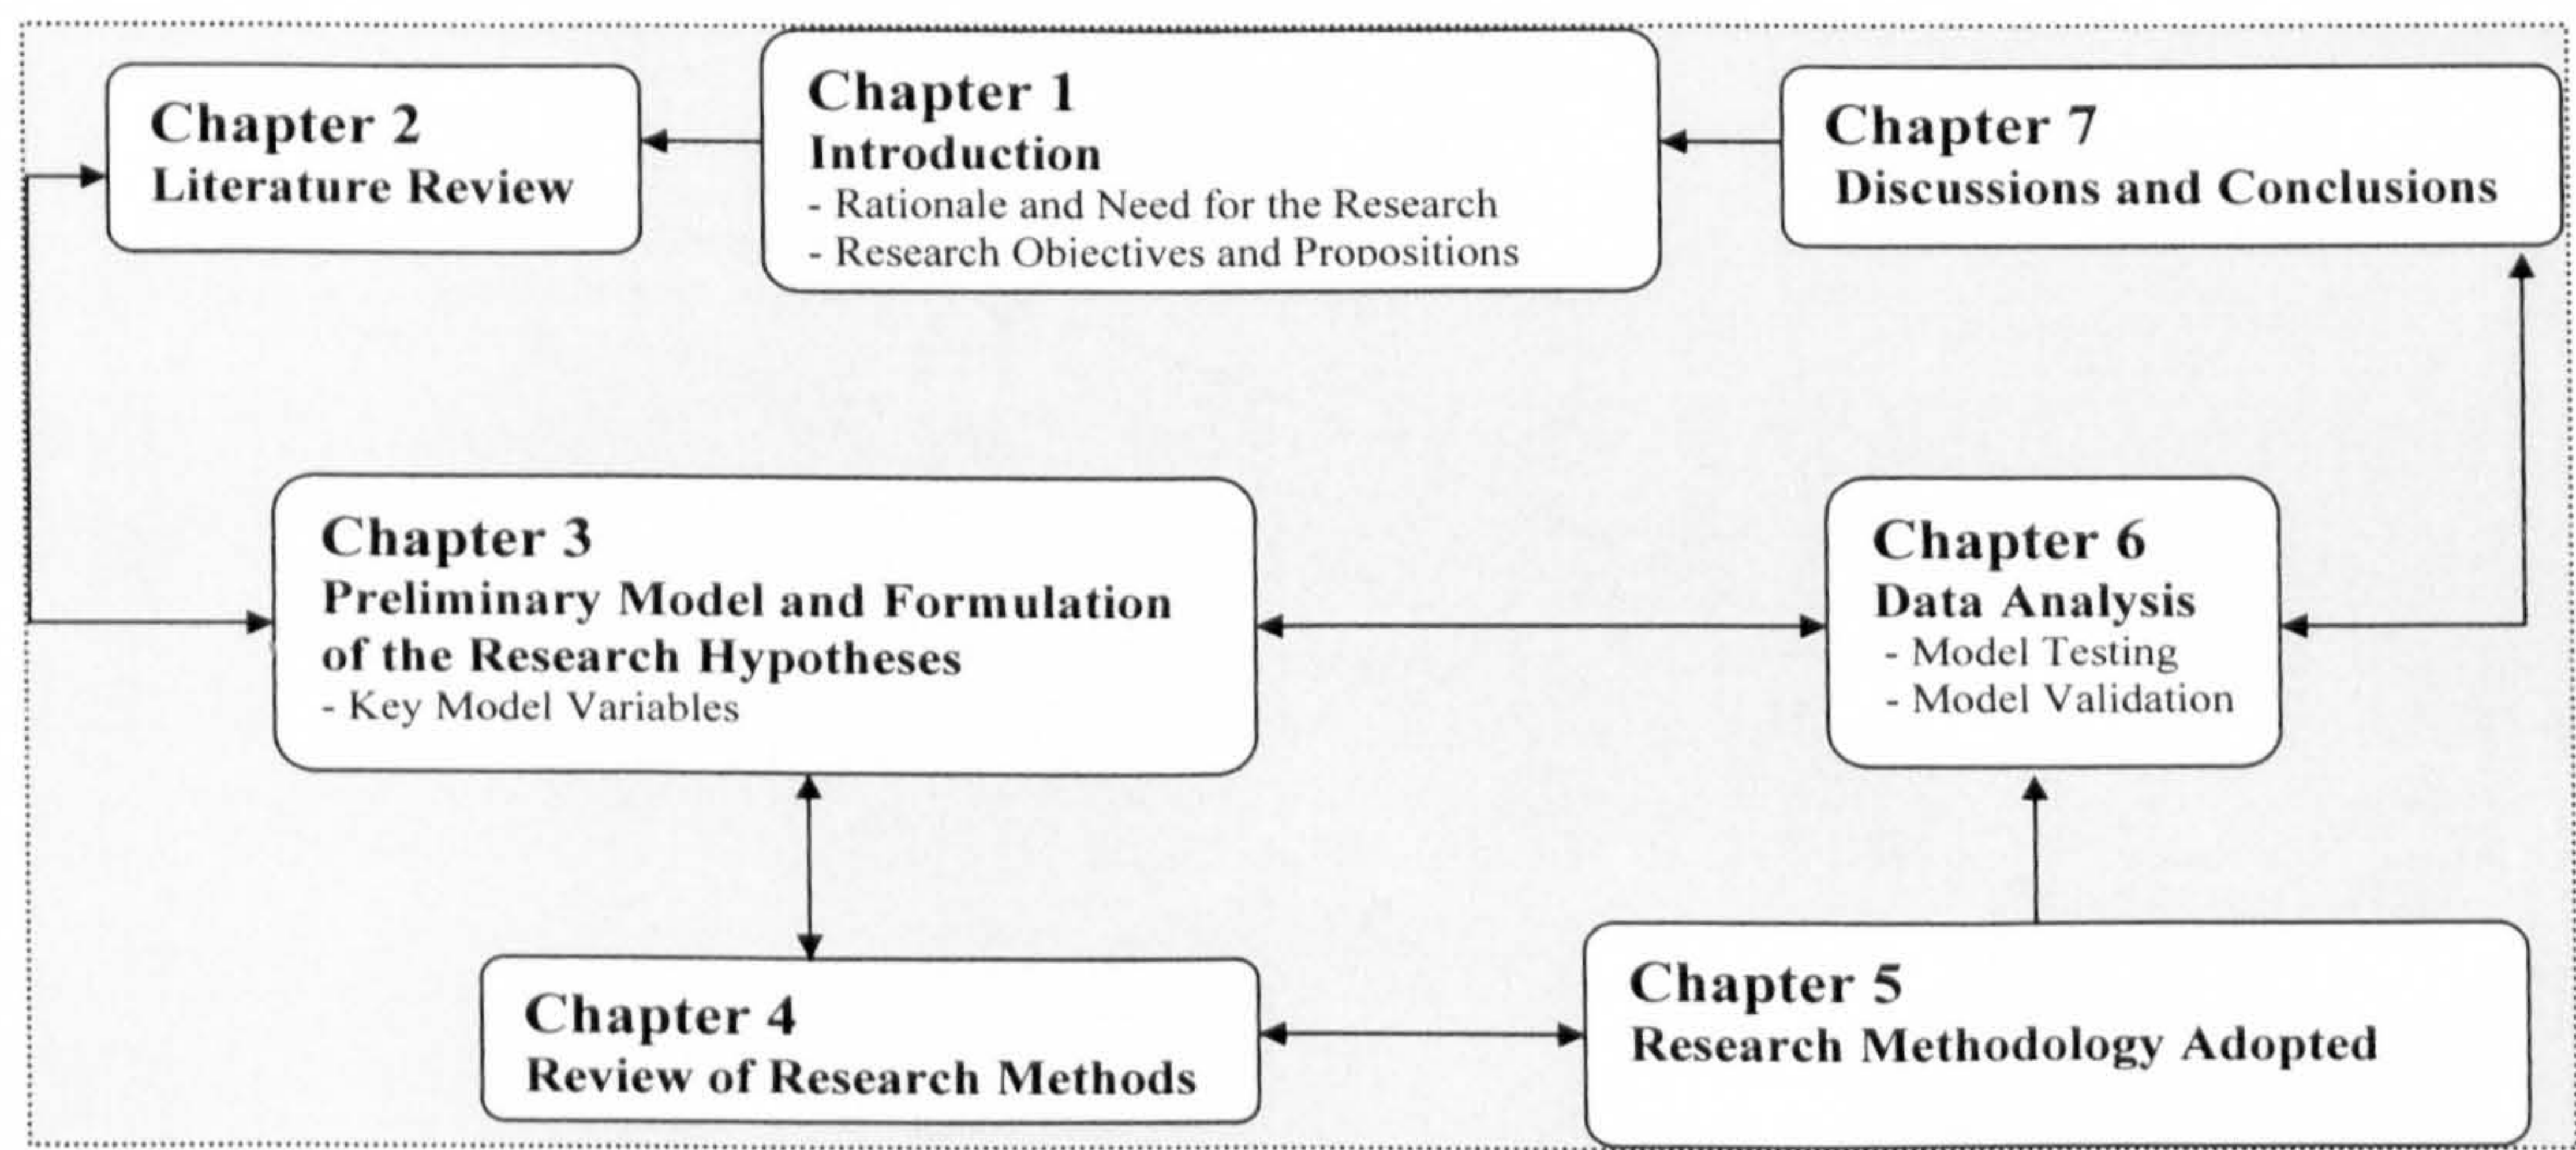 Chapter 2
Literature Review
Chapter 1
Introduction
- Rationale and Need for the Research
- Research Objectives and Propositions
Chapter 7
Discussions and Conclusions
Chapter 3
Preliminary Model and Formulation
of the Research Hypotheses
- Key Model Variables
Chapter 6
Data Analysis
- Model Testing
- Model Validation
Chapter 4
Review of Research Methods
Chapter 5
Research Methodology Adopted